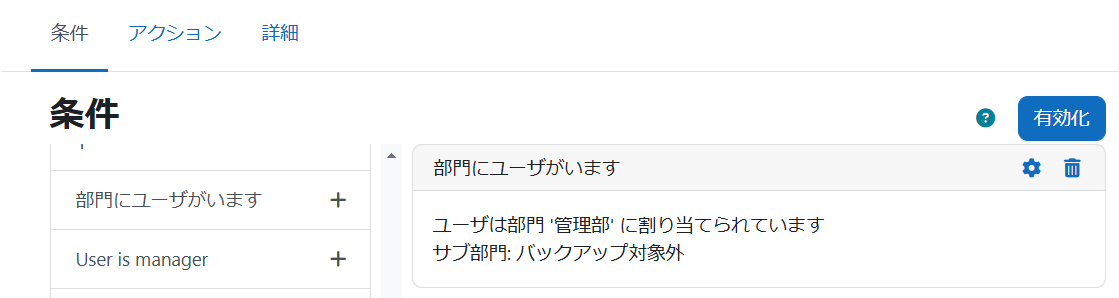 条件 アクション 詳細
条件
? 有効化
部門にユーザがいます
User is manager
部門にユーザがいます
ユーザは部門 '管理部' に割り当てられています
サブ部門: バックアップ対象外